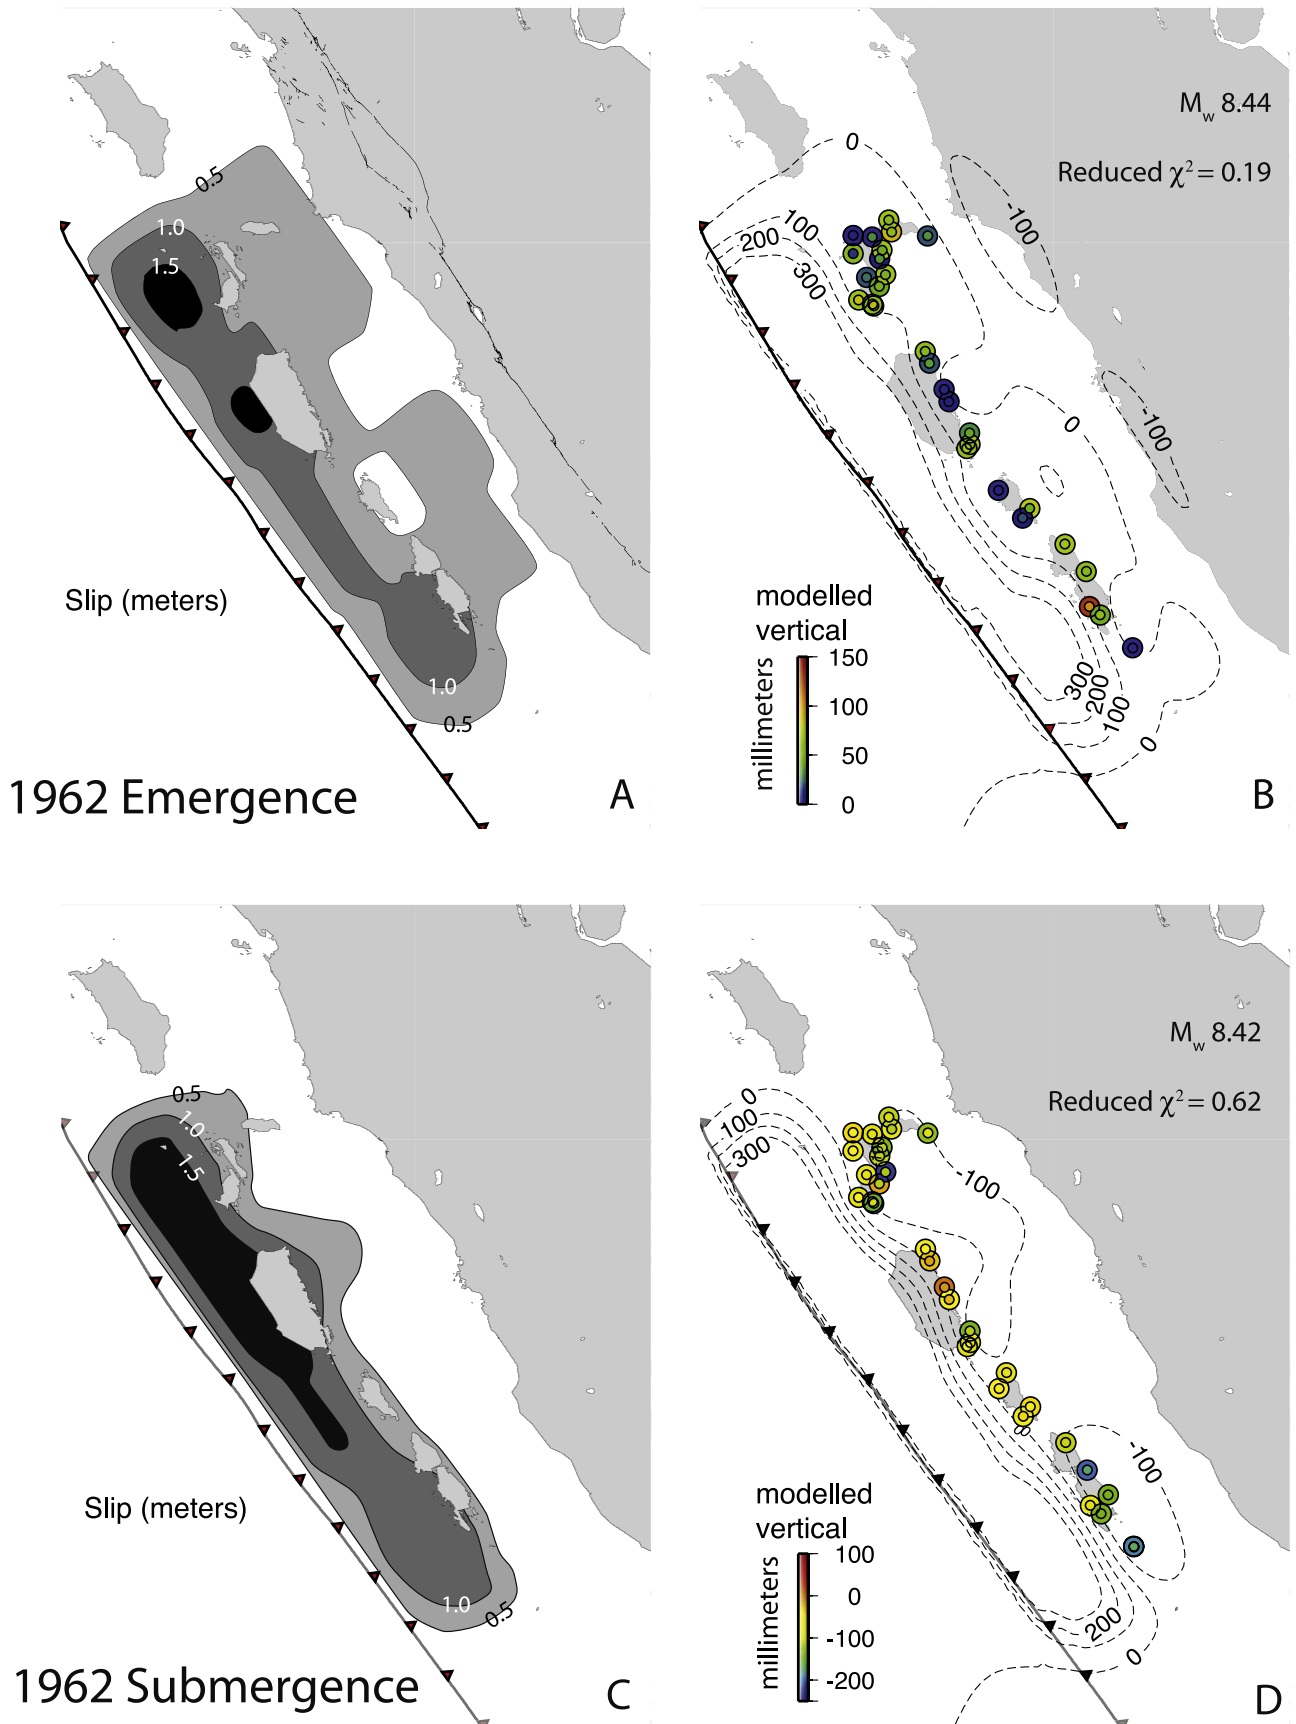 0.5
1.0
1.5
Slip (meters)
1.0
0.5
1962 Emergence
A
M_w 8.44
Reduced χ² = 0.19
0
100
200
300
-100
0
-100
modelled
vertical
millimeters
150
100
50
0
300
200
100
0
B
0.5
1.0
1.5
Slip (meters)
1.0
0.5
1962 Submergence
C
M_w 8.42
Reduced χ² = 0.62
0
100
300
-100
0
-100
modelled
vertical
millimeters
100
0
-100
-200
200
0
D